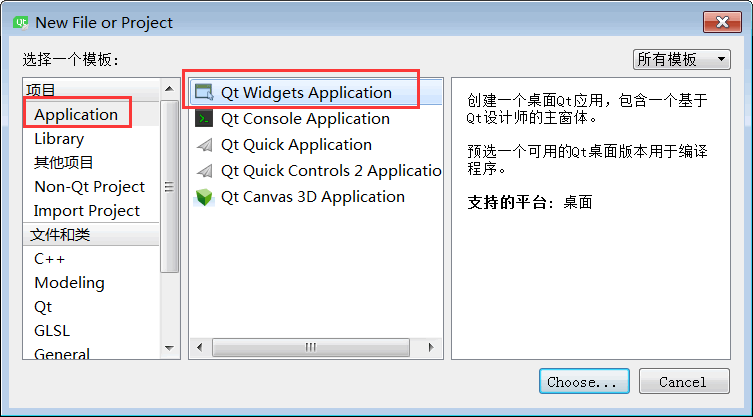 New File or Project
选择一个模板：
所有模板
项目
Application
Library
其他项目
Non-Qt Project
Import Project
文件和类
C++
Modeling
Qt
GLSL
General
Qt Widgets Application
Qt Console Application
Qt Quick Application
Qt Quick Controls 2 Applicatio
Qt Canvas 3D Application
创建一个桌面Qt应用，包含一个基于
Qt设计师的主窗体。
预选一个可用的Qt桌面版本用于编译
程序。
支持的平台：桌面
Choose...
Cancel